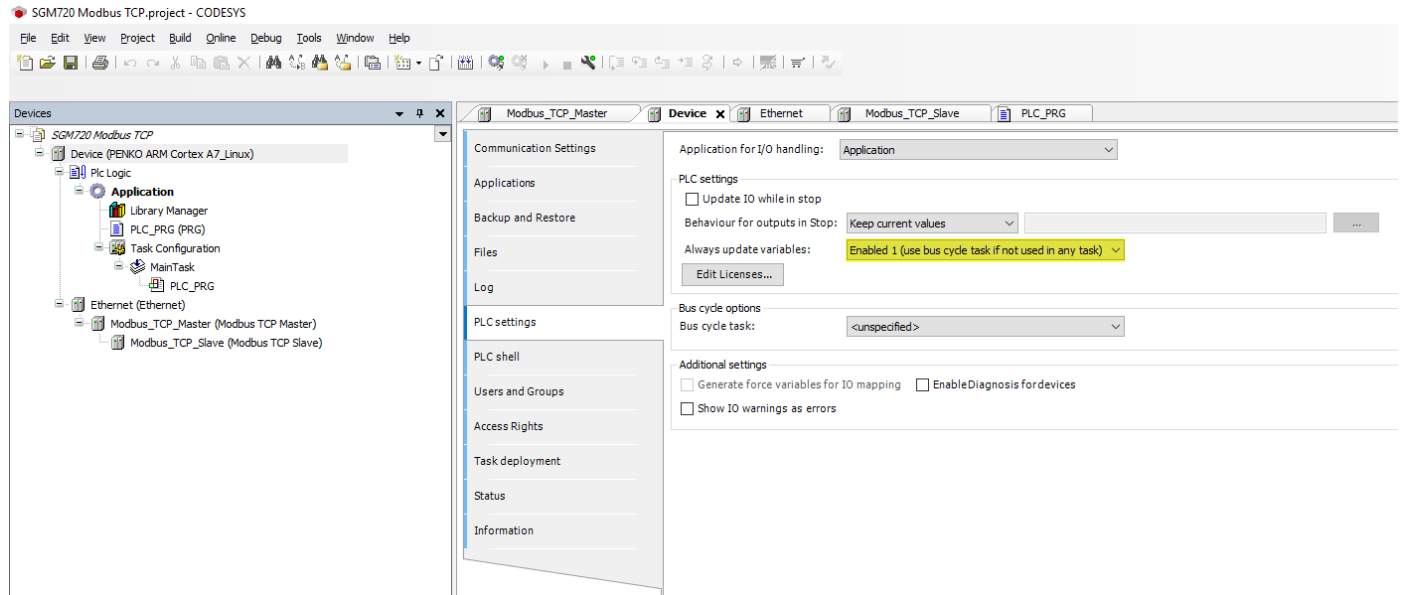 SGM720 Modbus TCP.project - CODESYS
File Edit View Project Build Online Debug Tools Window Help
Devices
SGM720 Modbus TCP
Device (PENKO ARM Cortex A7_Linux)
Plc Logic
Application
Library Manager
PLC_PRG (PRG)
Task Configuration
MainTask
PLC_PRG
Ethernet (Ethernet)
Modbus_TCP_Master (Modbus TCP Master)
Modbus_TCP_Slave (Modbus TCP Slave)
Modbus_TCP_Master Device Ethernet Modbus_TCP_Slave PLC_PRG
Communication Settings
Applications
Backup and Restore
Files
Log
PLC settings
PLC shell
Users and Groups
Access Rights
Task deployment
Status
Information
Application for I/O handling: Application
PLC settings
Update IO while in stop
Behaviour for outputs in Stop: Keep current values ...
Always update variables: Enabled 1 (use bus cycle task if not used in any task)
Edit Licenses...
Bus cycle options
Bus cycle task: <unspecified>
Additional settings
Generate force variables for IO mapping EnableDiagnosis for devices
Show IO warnings as errors